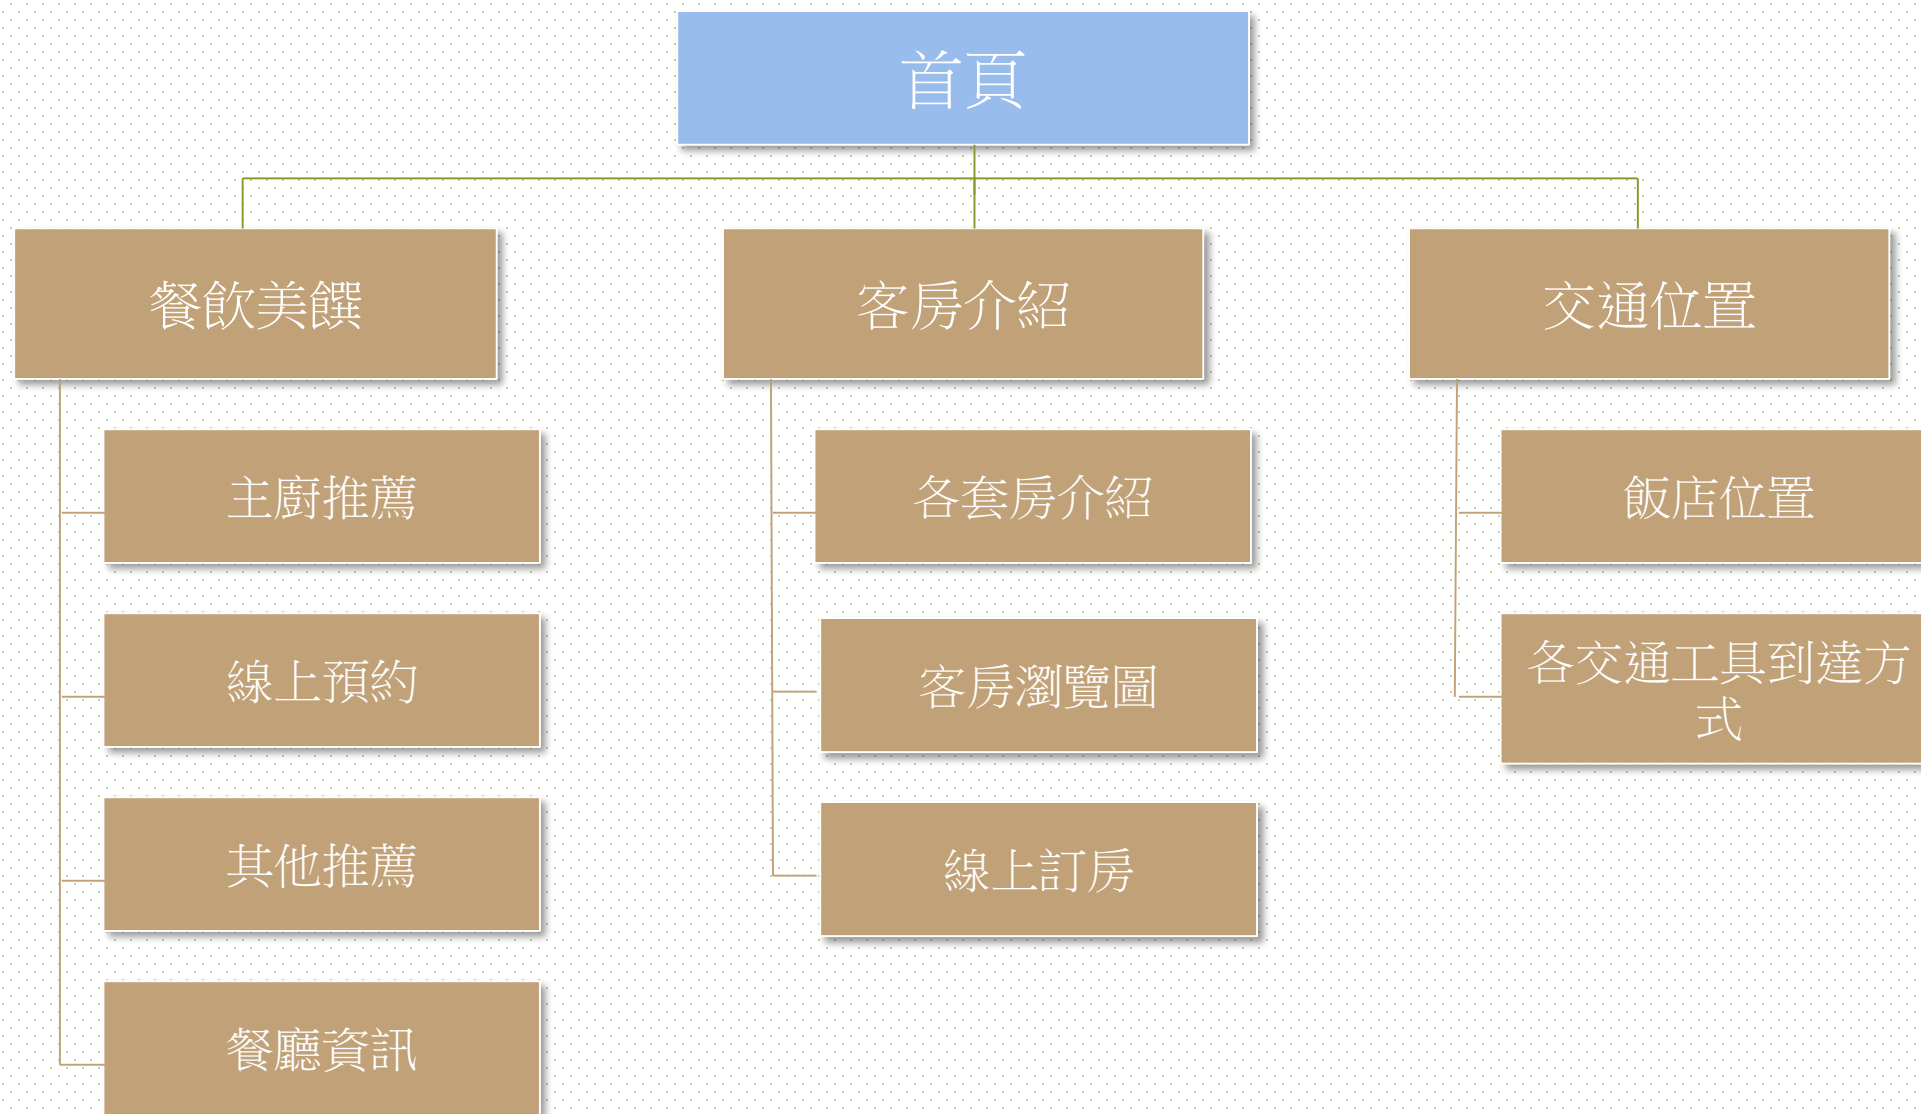 首頁
餐飲美饌
客房介紹
交通位置
主廚推薦
各套房介紹
飯店位置
線上預約
客房瀏覽圖
各交通工具到達方
式
其他推薦
線上訂房
餐廳資訊